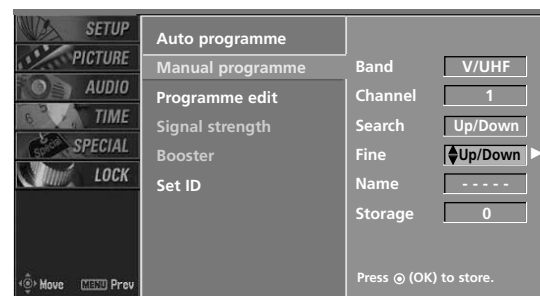 SETUP
PICTURE
AUDIO
TIME
SPECIAL
LOCK
Move MENU Prev
Auto programme
Manual programme
Programme edit
Signal strength
Booster
Set ID
Band V/UHF
Channel 1
Search Up/Down
Fine Up/Down
Name - - - - -
Storage 0
Press (OK) to store.